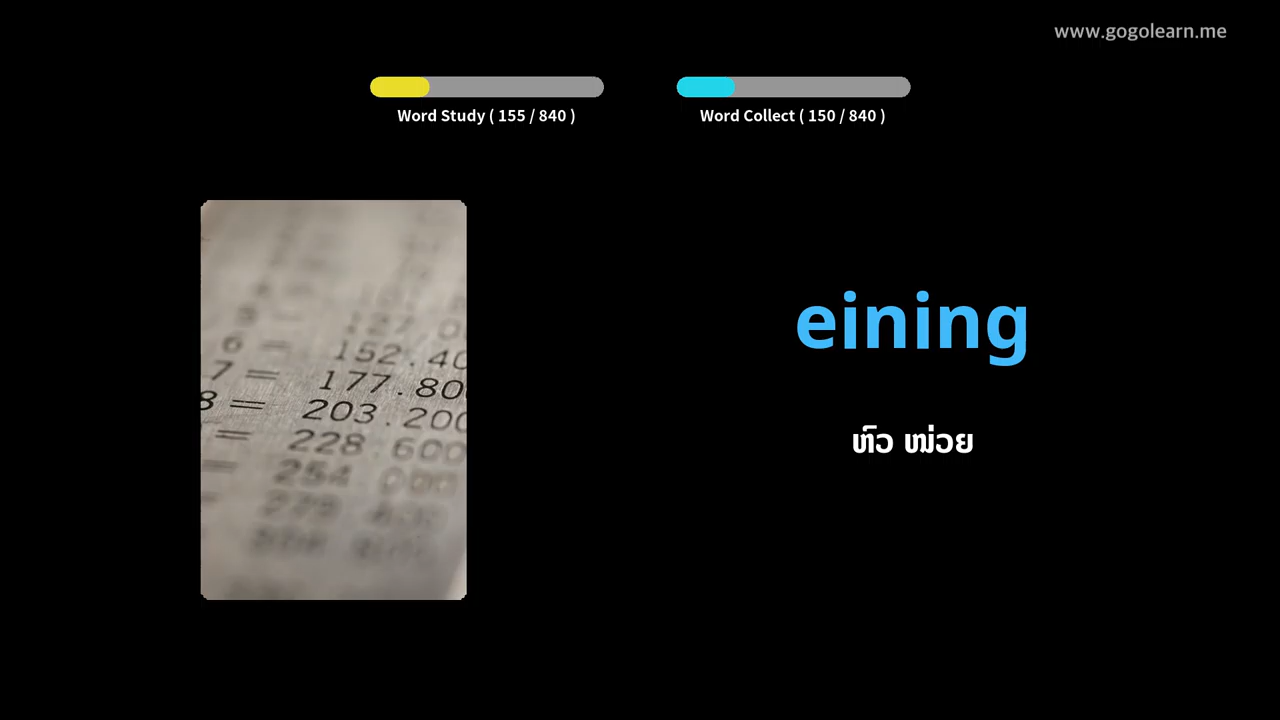 www.gogolearn.me
Word Study ( 155 / 840 )
Word Collect ( 150 / 840 )
eining
ຫົວ ໜ່ວຍ
6 =
152.40
7 = 177.80
8 = 203.200
= 228.600
= 254